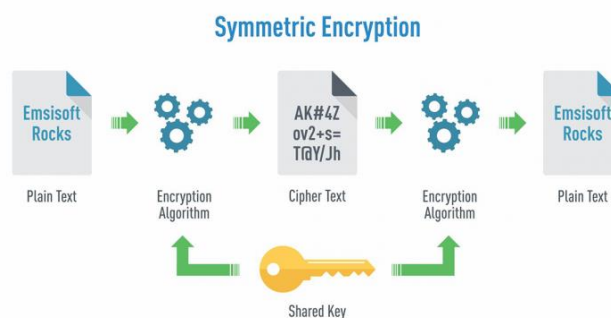 Symmetric Encryption
Emsisoft
Rocks
AK#4Z
ov2+s=
T@Y/Jh
Emsisoft
Rocks
Plain Text
Encryption
Algorithm
Cipher Text
Encryption
Algorithm
Plain Text
Shared Key